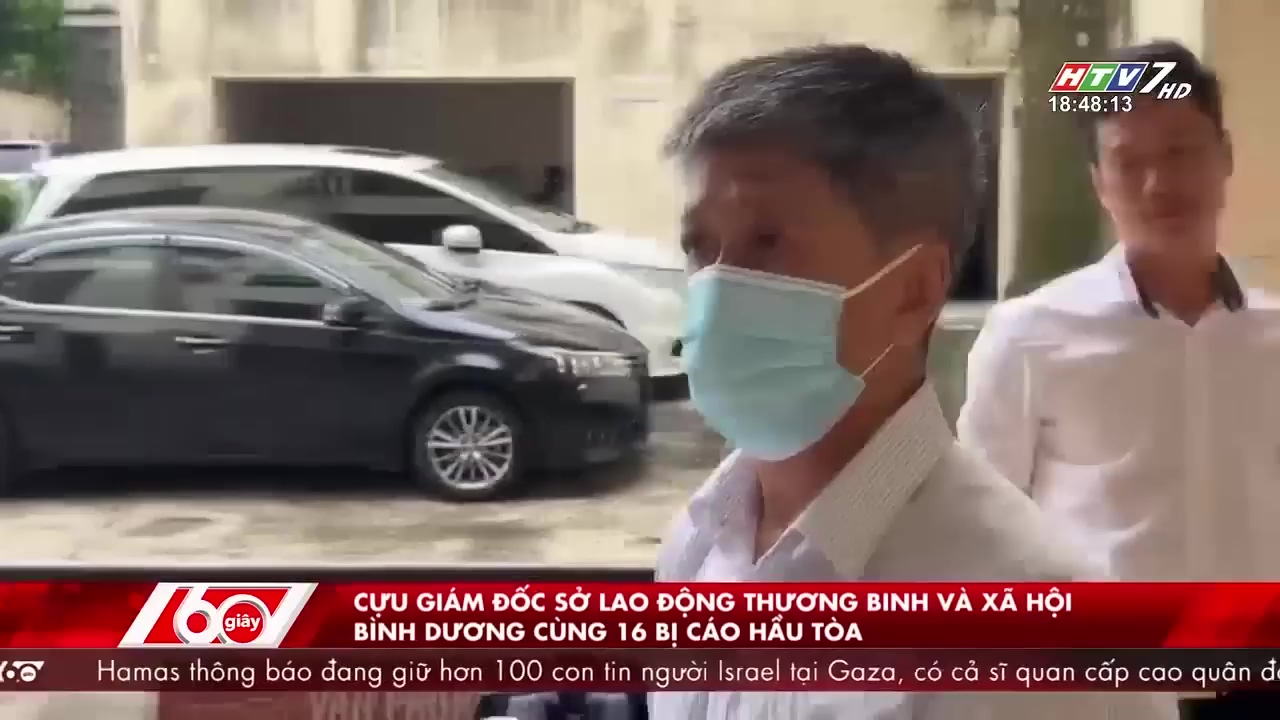 HTV7 HD
18:48:13
60 giây
CỰU GIÁM ĐỐC SỞ LAO ĐỘNG THƯƠNG BINH VÀ XÃ HỘI
BÌNH DƯƠNG CÙNG 16 BỊ CÁO HẦU TÒA
60s Hamas thông báo đang giữ hơn 100 con tin người Israel tại Gaza, có cả sĩ quan cấp cao quân